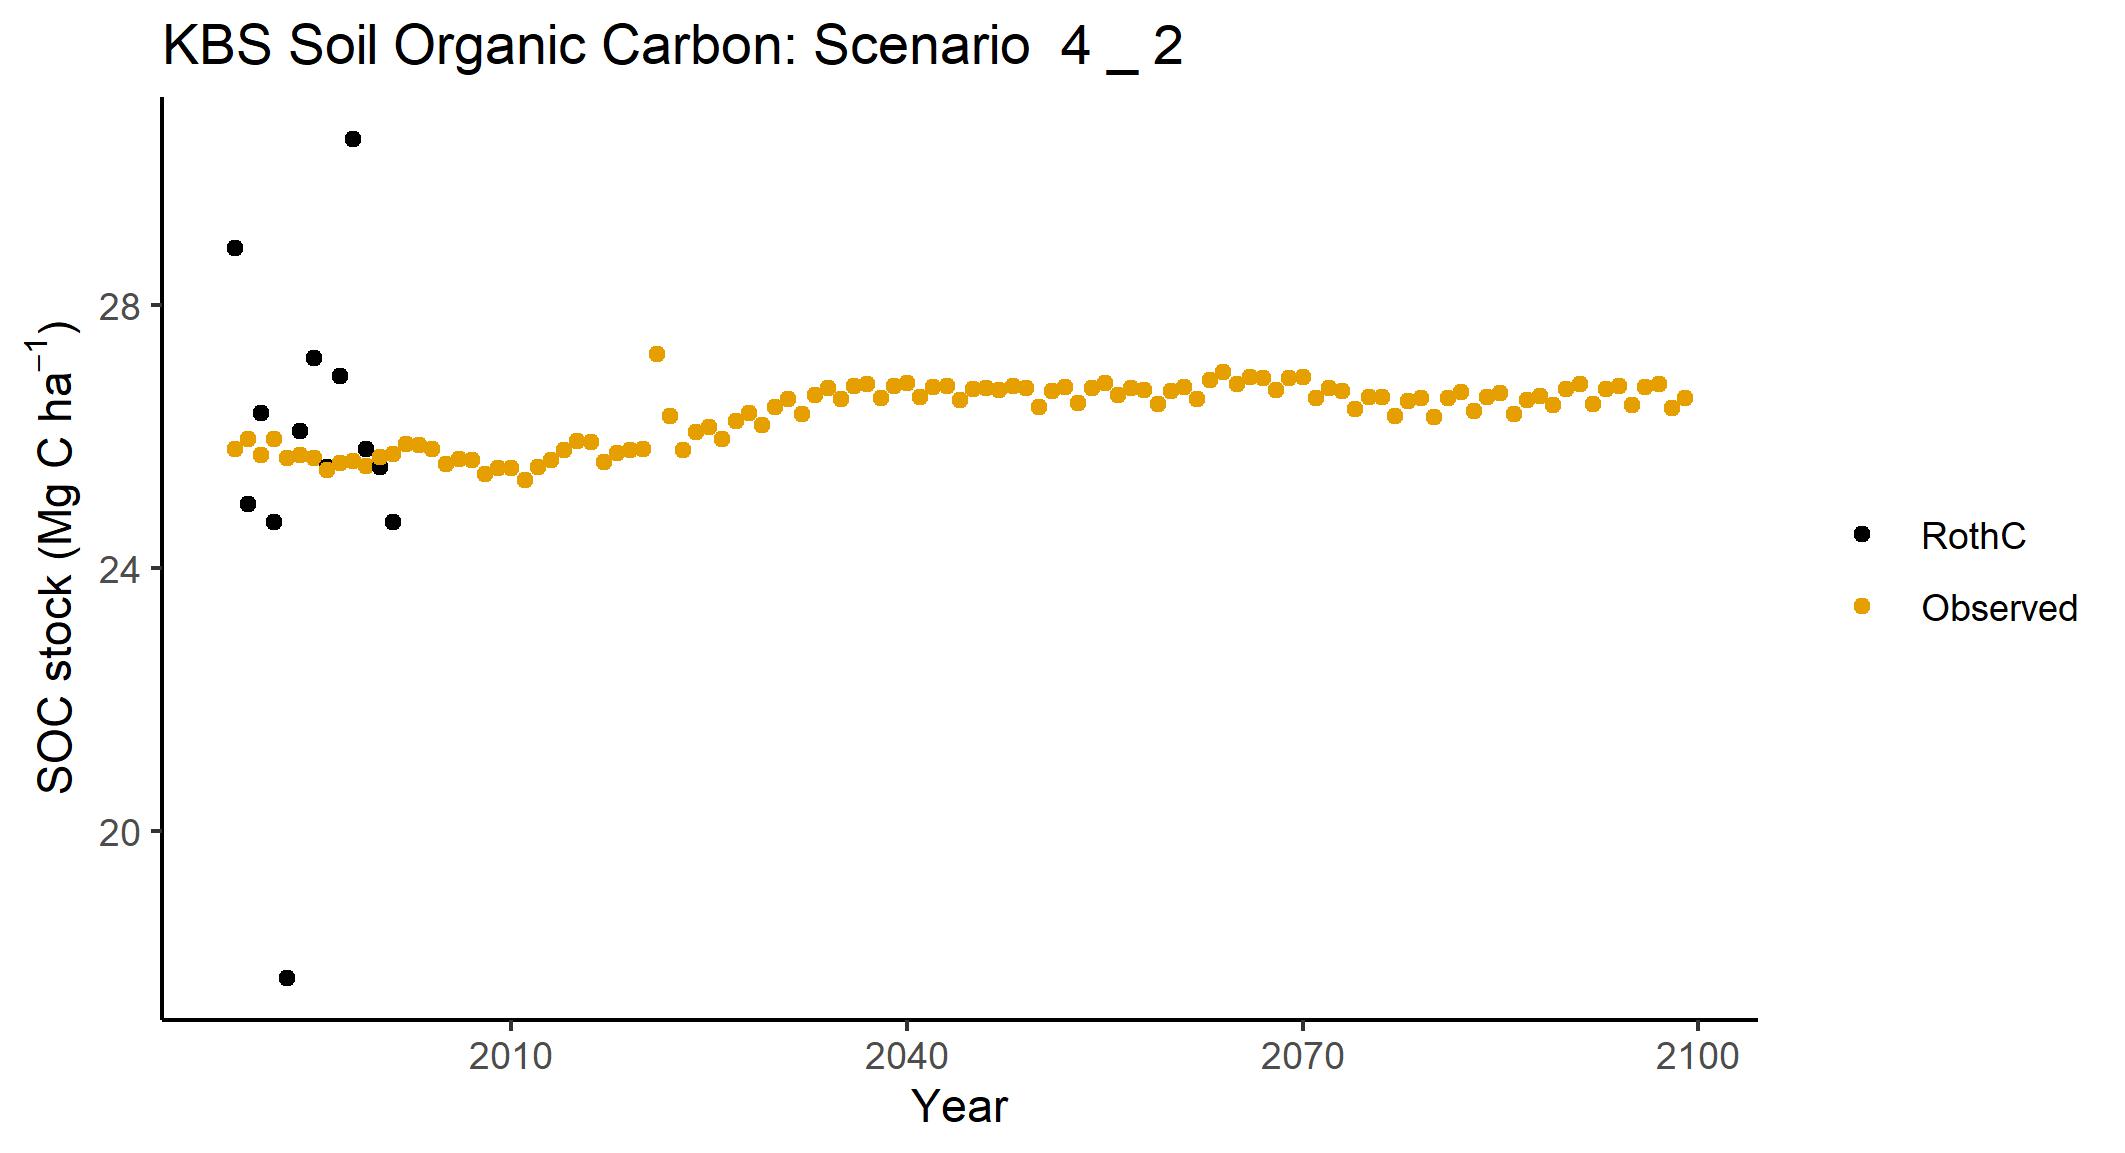 KBS Soil Organic Carbon: Scenario  4 _ 2
SOC stock (Mg C ha⁻¹)
28
24
20
2010
2040
2070
2100
Year
RothC
Observed